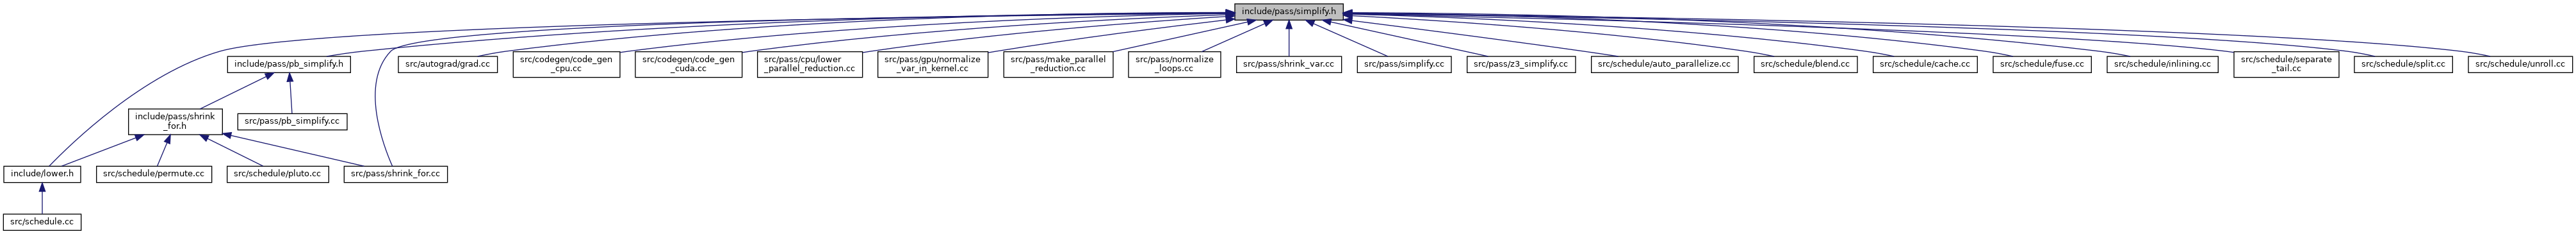 include/pass/simplify.h
include/pass/pb_simplify.h
src/autograd/grad.cc
src/codegen/code_gen
_cpu.cc
src/codegen/code_gen
_cuda.cc
src/pass/cpu/lower
_parallel_reduction.cc
src/pass/gpu/normalize
_var_in_kernel.cc
src/pass/make_parallel
_reduction.cc
src/pass/normalize
_loops.cc
src/pass/shrink_var.cc
src/pass/simplify.cc
src/pass/z3_simplify.cc
src/schedule/auto_parallelize.cc
src/schedule/blend.cc
src/schedule/cache.cc
src/schedule/fuse.cc
src/schedule/inlining.cc
src/schedule/separate
_tail.cc
src/schedule/split.cc
src/schedule/unroll.cc
include/pass/shrink
_for.h
src/pass/pb_simplify.cc
include/lower.h
src/schedule/permute.cc
src/schedule/pluto.cc
src/pass/shrink_for.cc
src/schedule.cc